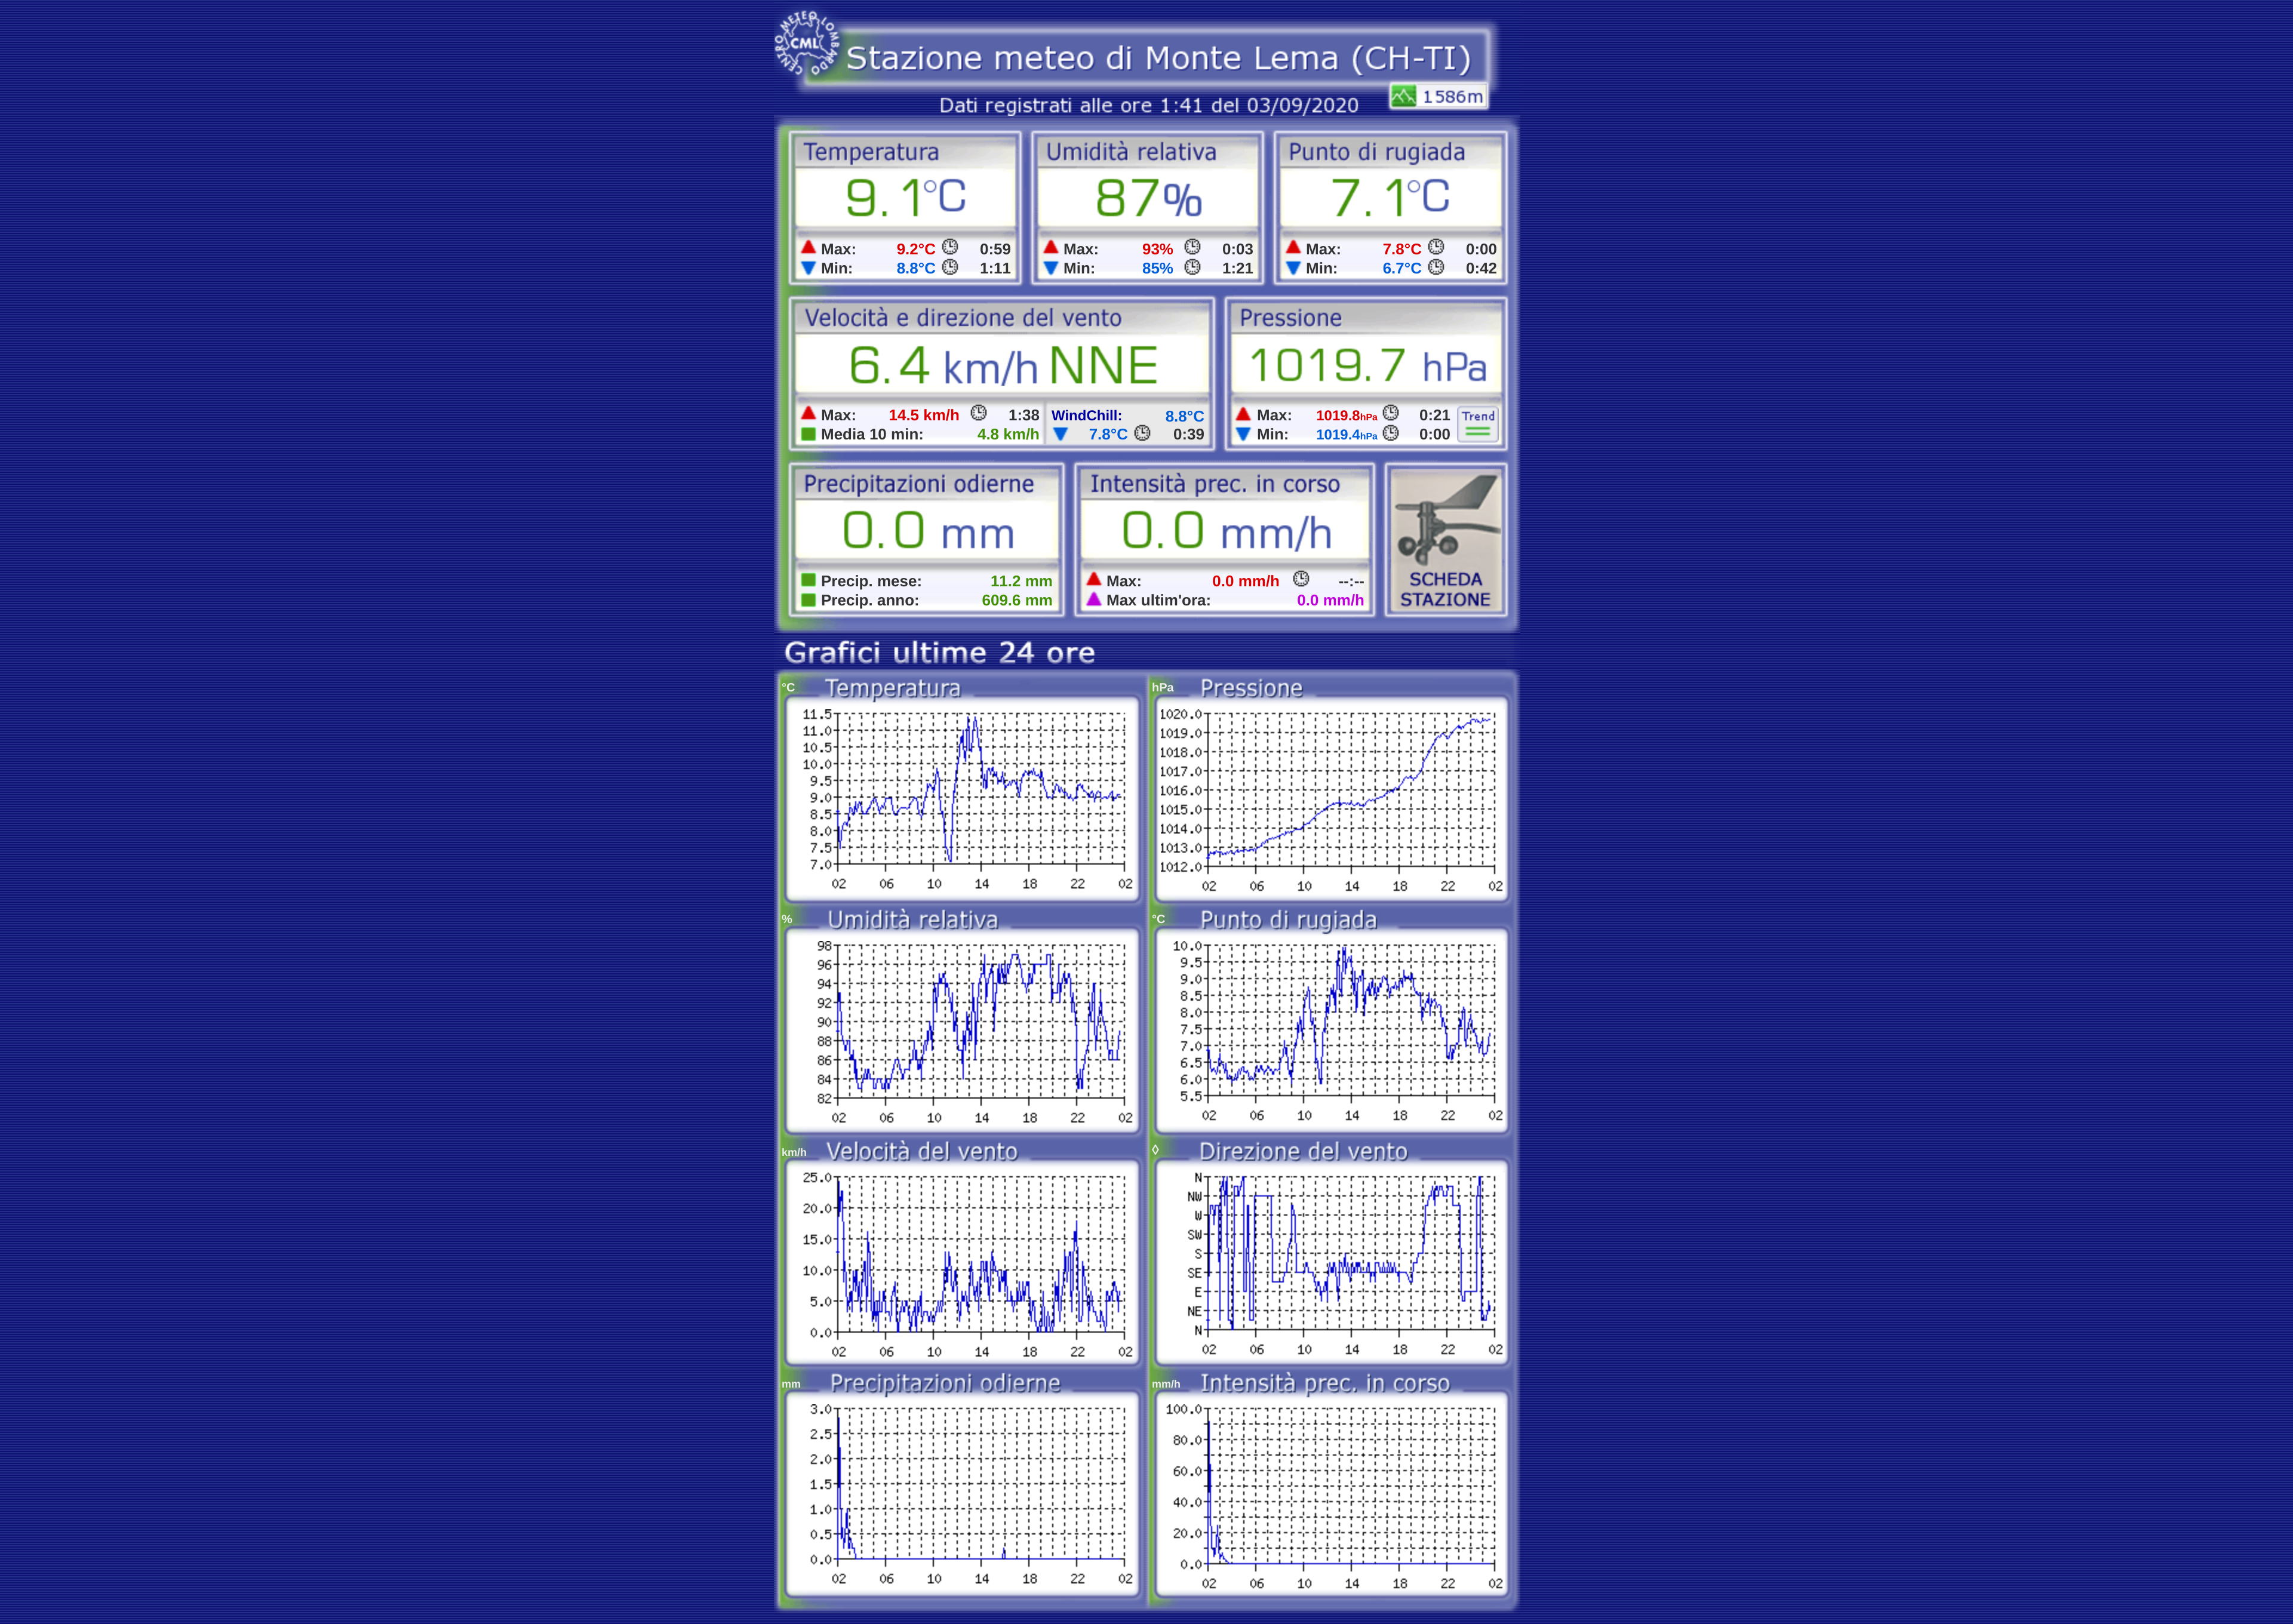 CENTRO METEO LOMBARDO
CML
Stazione meteo di Monte Lema (CH-TI)
1586m
Dati registrati alle ore 1:41 del 03/09/2020
Temperatura
9.1°C
Max: 9.2°C 0:59
Min: 8.8°C 1:11
Umidità relativa
87%
Max: 93% 0:03
Min: 85% 1:21
Punto di rugiada
7.1°C
Max: 7.8°C 0:00
Min: 6.7°C 0:42
Velocità e direzione del vento
6.4 km/h NNE
Max: 14.5 km/h 1:38
Media 10 min: 4.8 km/h
WindChill: 8.8°C
7.8°C 0:39
Pressione
1019.7 hPa
Max: 1019.8hPa 0:21
Min: 1019.4hPa 0:00
Trend
Precipitazioni odierne
0.0 mm
Precip. mese: 11.2 mm
Precip. anno: 609.6 mm
Intensità prec. in corso
0.0 mm/h
Max: 0.0 mm/h --:--
Max ultim'ora: 0.0 mm/h
SCHEDA
STAZIONE
Grafici ultime 24 ore
°C Temperatura
11.5
11.0
10.5
10.0
9.5
9.0
8.5
8.0
7.5
7.0
02 06 10 14 18 22 02
hPa Pressione
1020.0
1019.0
1018.0
1017.0
1016.0
1015.0
1014.0
1013.0
1012.0
02 06 10 14 18 22 02
% Umidità relativa
98
96
94
92
90
88
86
84
82
02 06 10 14 18 22 02
°C Punto di rugiada
10.0
9.5
9.0
8.5
8.0
7.5
7.0
6.5
6.0
5.5
02 06 10 14 18 22 02
km/h Velocità del vento
25.0
20.0
15.0
10.0
5.0
0.0
02 06 10 14 18 22 02
◊ Direzione del vento
N
NW
W
SW
S
SE
E
NE
N
02 06 10 14 18 22 02
mm Precipitazioni odierne
3.0
2.5
2.0
1.5
1.0
0.5
0.0
02 06 10 14 18 22 02
mm/h Intensità prec. in corso
100.0
80.0
60.0
40.0
20.0
0.0
02 06 10 14 18 22 02